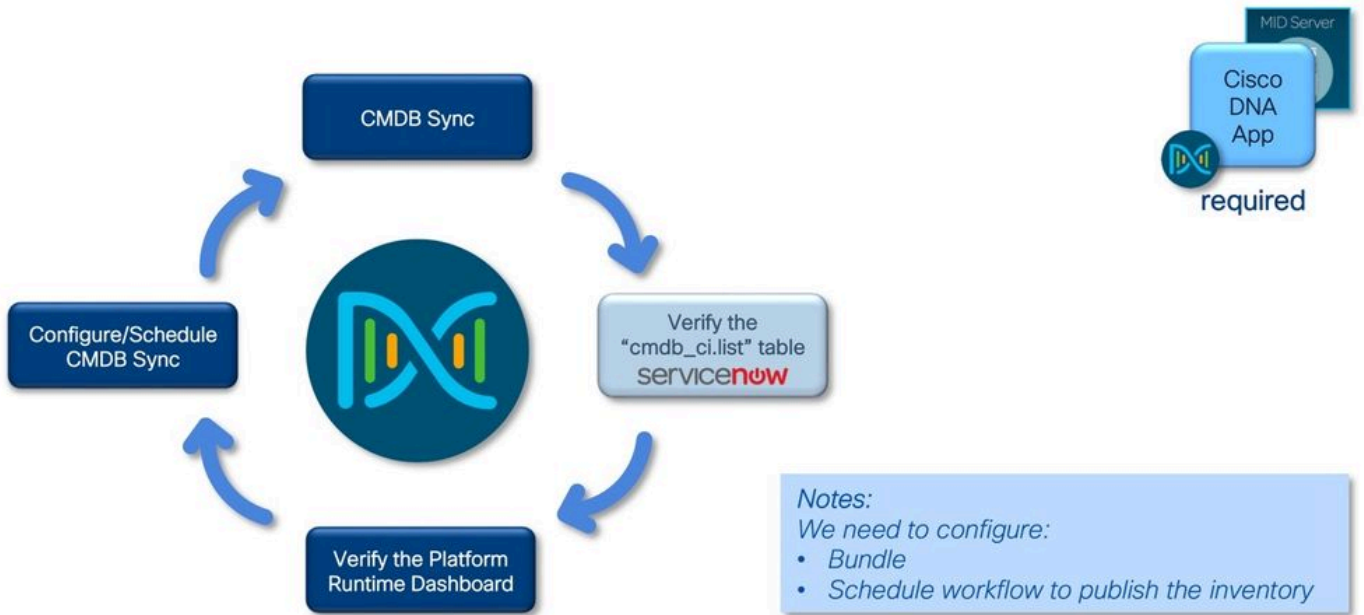 MID Server
Cisco
DNA
App
required
CMDB Sync
Configure/Schedule
CMDB Sync
Verify the
“cmdb_ci.list” table
servicenow
Verify the Platform
Runtime Dashboard
Notes:
We need to configure:
• Bundle
• Schedule workflow to publish the inventory